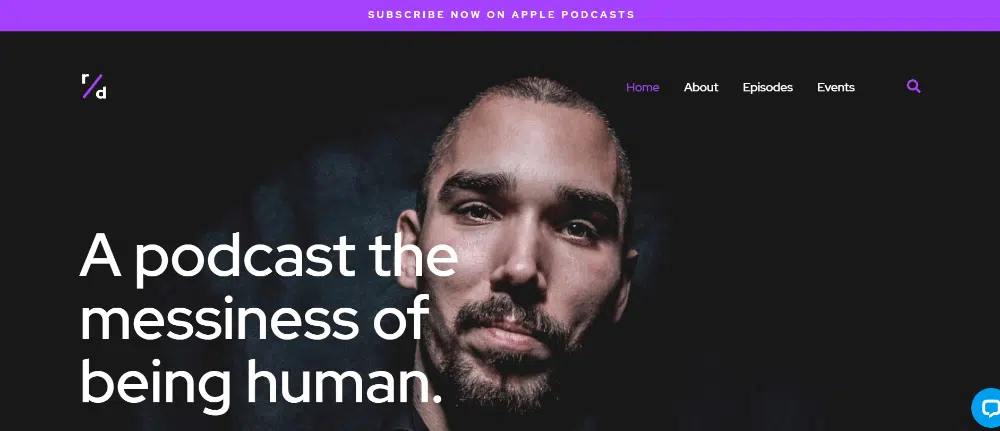 SUBSCRIBE NOW ON APPLE PODCASTS
r/d
Home About Episodes Events
A podcast the
messiness of
being human.